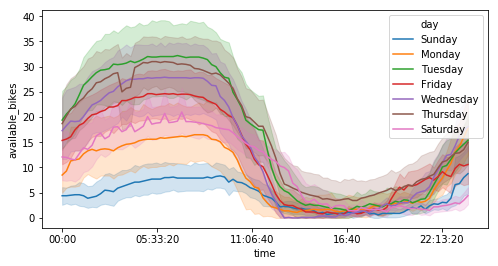 40
35
30
25
20
15
10
5
0
available_bikes
00:00 05:33:20 11:06:40 16:40 22:13:20
time
day
Sunday
Monday
Tuesday
Friday
Wednesday
Thursday
Saturday